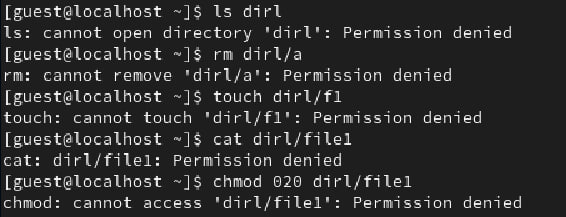 [guest@localhost ~]$ ls dirl
ls: cannot open directory 'dirl': Permission denied
[guest@localhost ~]$ rm dirl/a
rm: cannot remove 'dirl/a': Permission denied
[guest@localhost ~]$ touch dirl/f1
touch: cannot touch 'dirl/f1': Permission denied
[guest@localhost ~]$ cat dirl/file1
cat: dirl/file1: Permission denied
[guest@localhost ~]$ chmod 020 dirl/file1
chmod: cannot access 'dirl/file1': Permission denied